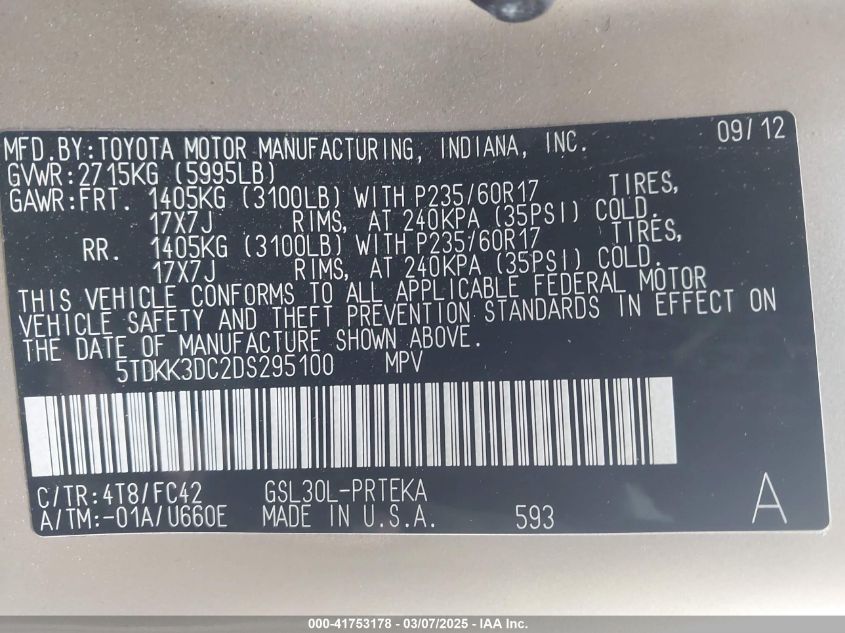 MFD.BY:TOYOTA MOTOR MANUFACTURING, INDIANA, INC. 09/12
GVWR:2715KG (5995LB)
GAWR:FRT. 1405KG (3100LB) WITH P235/60R17 TIRES,
17X7J RIMS, AT 240KPA (35PSI) COLD.
RR. 1405KG (3100LB) WITH P235/60R17 TIRES,
17X7J RIMS, AT 240KPA (35PSI) COLD.
THIS VEHICLE CONFORMS TO ALL APPLICABLE FEDERAL MOTOR
VEHICLE SAFETY AND THEFT PREVENTION STANDARDS IN EFFECT ON
THE DATE OF MANUFACTURE SHOWN ABOVE.
5TDKK3DC2DS295100 MPV
C/TR:4T8/FC42 GSL30L-PRTEKA
A/TM:-01A/U660E MADE IN U.S.A. 593 A
000-41753178 - 03/07/2025 - IAA Inc.